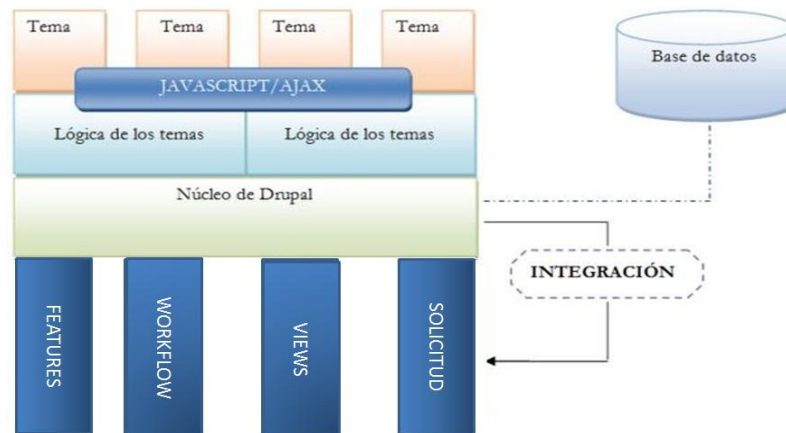 Tema
Tema
Tema
Tema
Base de datos
JAVASCRIPT/AJAX
Lógica de los temas
Lógica de los temas
Núcleo de Drupal
INTEGRACIÓN
FEATURES
WORKFLOW
VIEWS
SOLICITUD